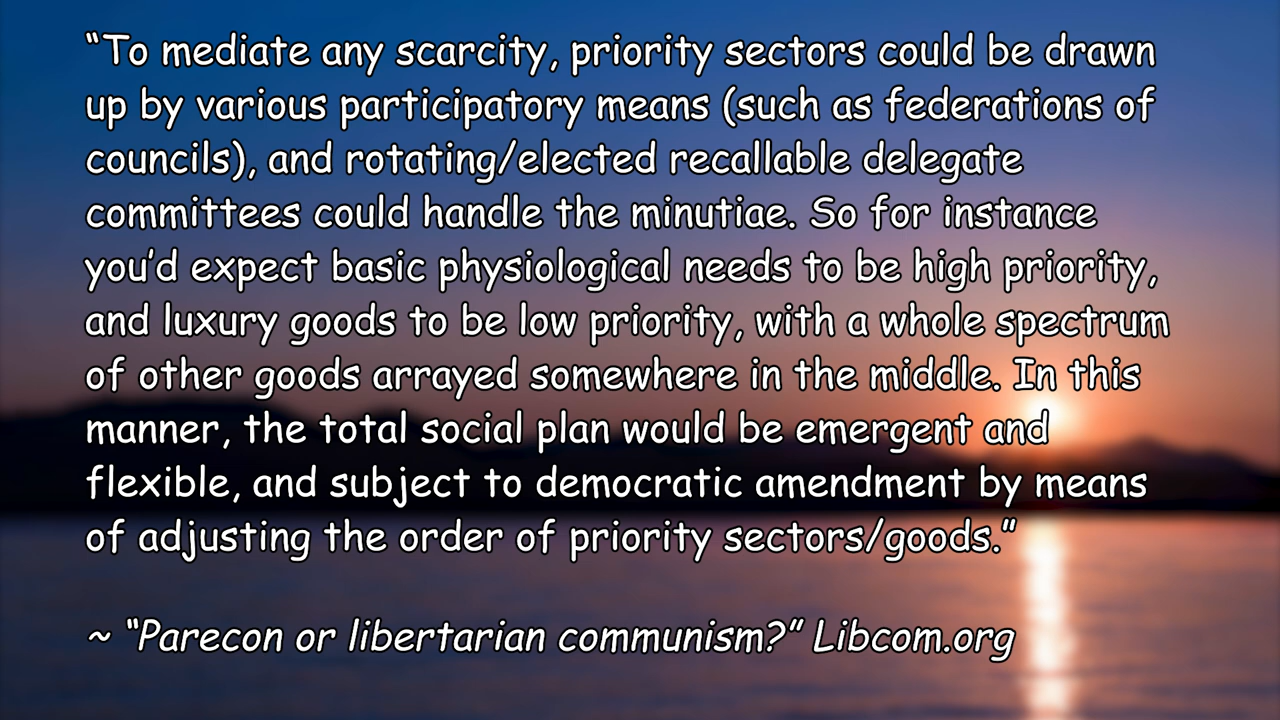 “To mediate any scarcity, priority sectors could be drawn
up by various participatory means (such as federations of
councils), and rotating/elected recallable delegate
committees could handle the minutiae. So for instance
you’d expect basic physiological needs to be high priority,
and luxury goods to be low priority, with a whole spectrum
of other goods arrayed somewhere in the middle. In this
manner, the total social plan would be emergent and
flexible, and subject to democratic amendment by means
of adjusting the order of priority sectors/goods.”
~ “Parecon or libertarian communism?” Libcom.org